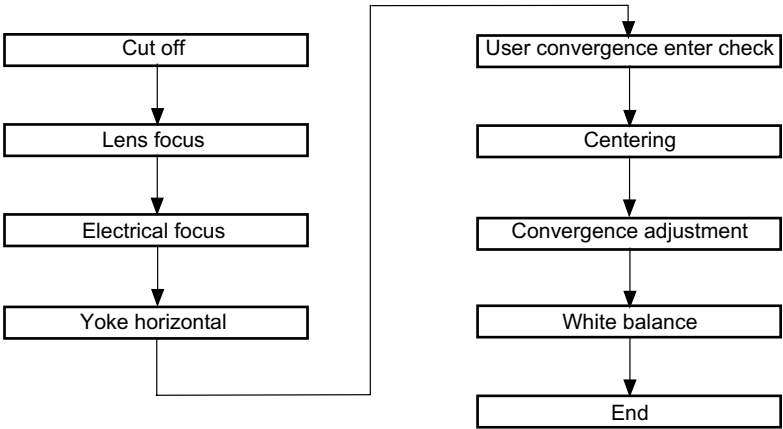 Cut off
Lens focus
Electrical focus
Yoke horizontal
User convergence enter check
Centering
Convergence adjustment
White balance
End